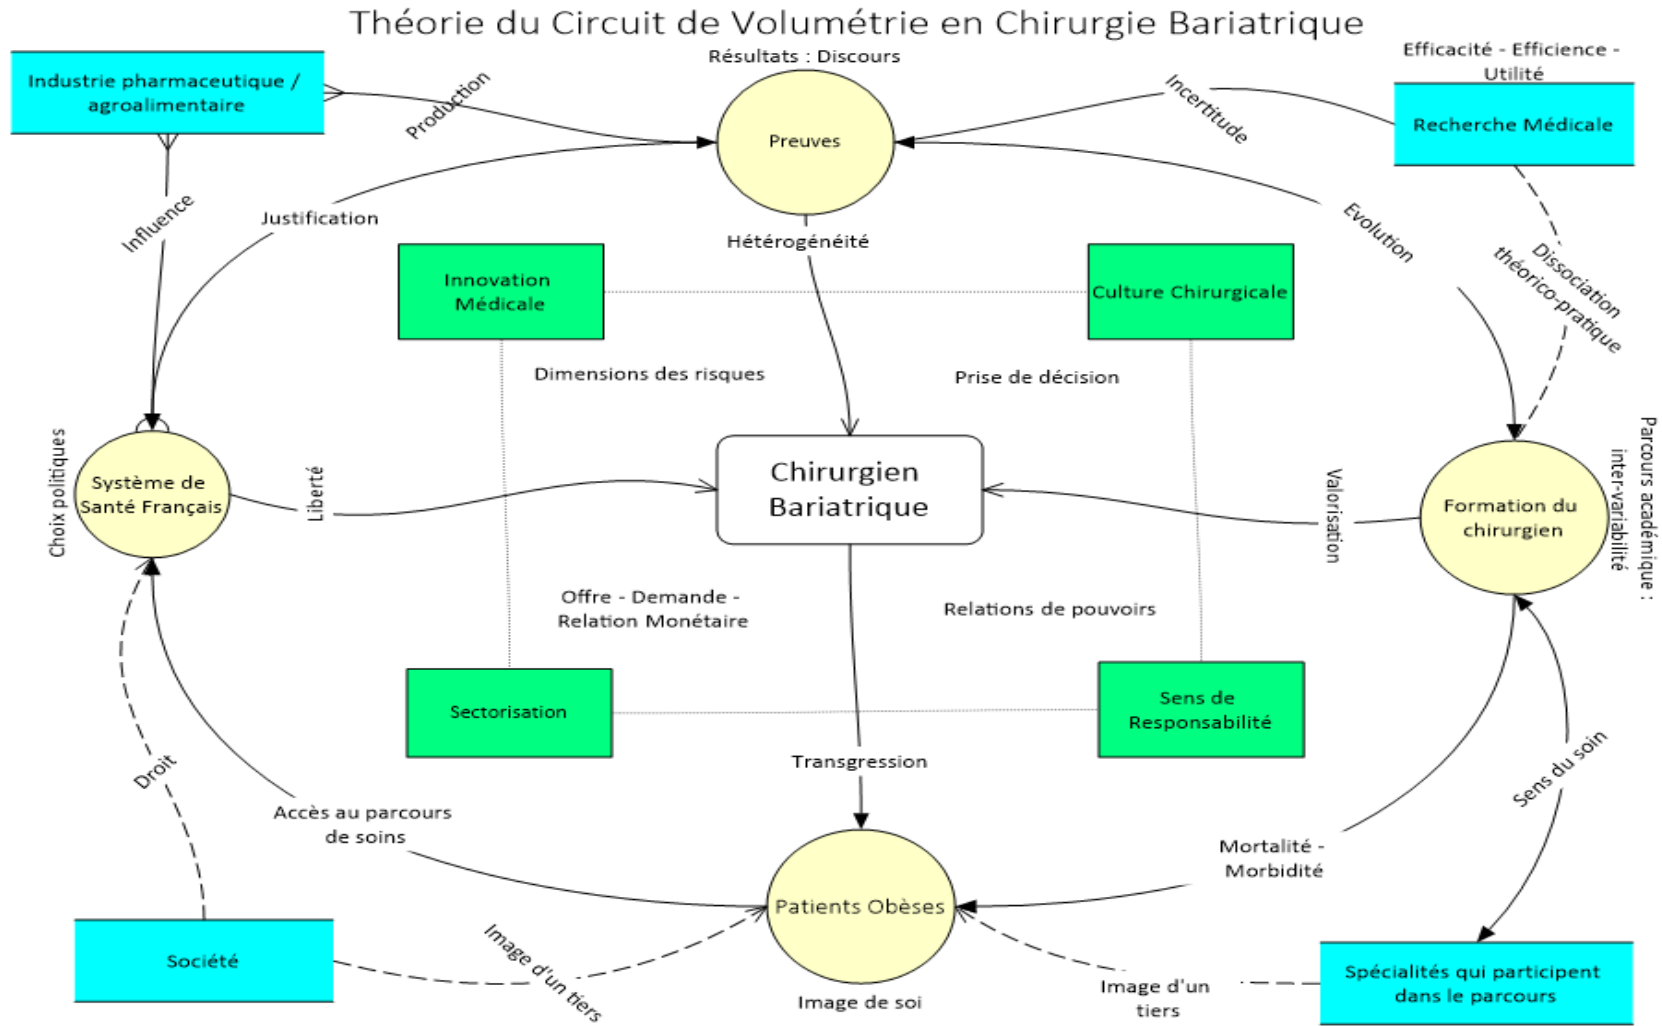 Théorie du Circuit de Volumétrie en Chirurgie Bariatrique
Résultats : Discours
Efficacité - Efficience -
Utilité
Industrie pharmaceutique /
agroalimentaire
Production
Preuves
Incertitude
Recherche Médicale
Influence
Justification
Hétérogénéité
Evolution
Dissociation
théorico-pratique
Innovation
Médicale
Culture Chirurgicale
Dimensions des risques
Prise de décision
Choix politiques
Système de
Santé Français
Liberté
Chirurgien
Bariatrique
Valorisation
Formation du
chirurgien
Parcours académique :
inter-variabilité
Offre - Demande -
Relation Monétaire
Relations de pouvoirs
Sectorisation
Sens de
Responsabilité
Droit
Transgression
Sens du soin
Accès au parcours
de soins
Mortalité -
Morbidité
Patients Obèses
Société
Image d'un tiers
Image de soi
Image d'un
tiers
Spécialités qui participent
dans le parcours